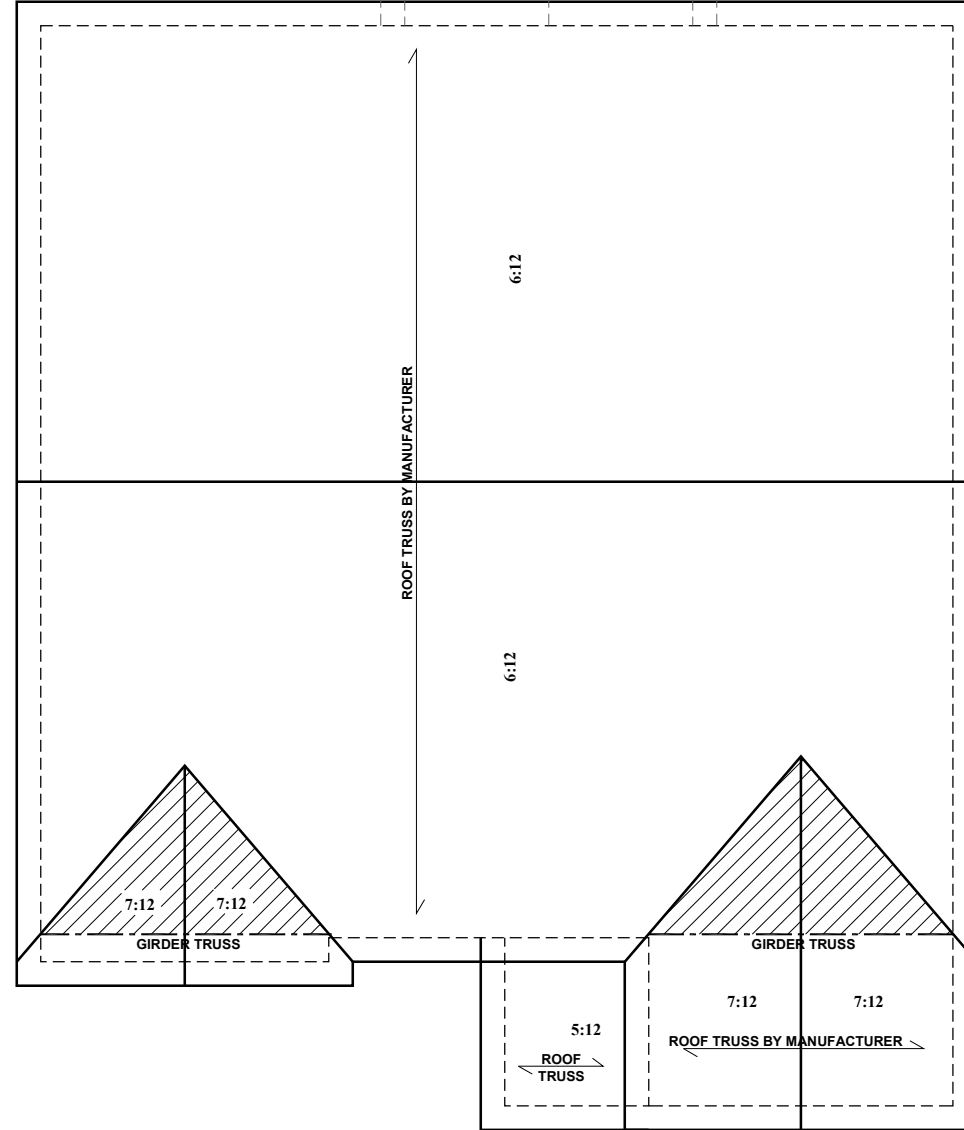 6:12
ROOF TRUSS BY MANUFACTURER
6:12
7:12
7:12
GIRDER TRUSS
GIRDER TRUSS
7:12
7:12
5:12
ROOF TRUSS BY MANUFACTURER
ROOF
TRUSS